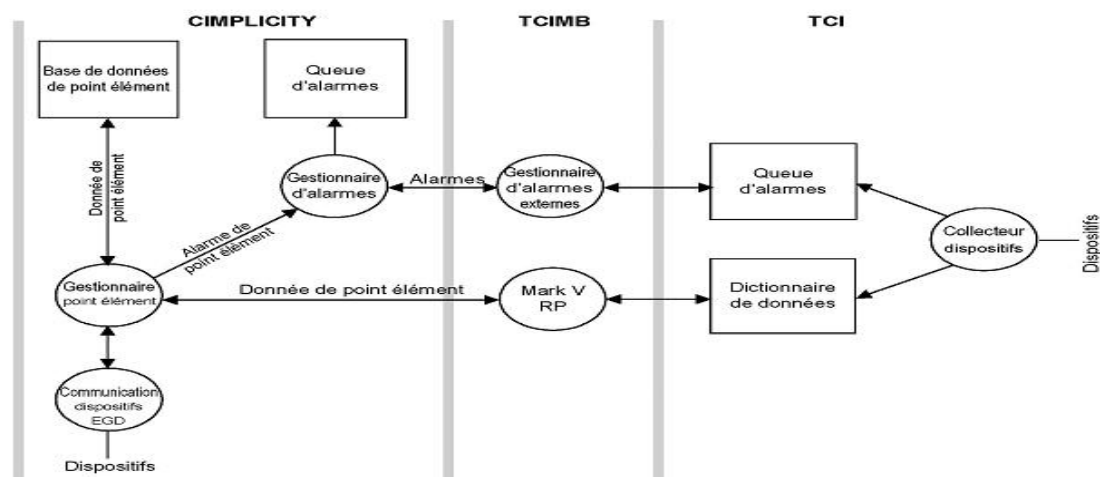 CIMPLICITY
TCIMB
TCI
Base de données
de point élément
Queue
d'alarmes
Donnée de
point élément
Gestionnaire
d'alarmes
Alarmes
Gestionnaire
d'alarmes
externes
Queue
d'alarmes
Collecteur
dispositifs
Dispositifs
Alarme de
point élément
Gestionnaire
point élément
Donnée de point élément
Mark V
RP
Dictionnaire
de données
Communication
dispositifs
EGD
Dispositifs